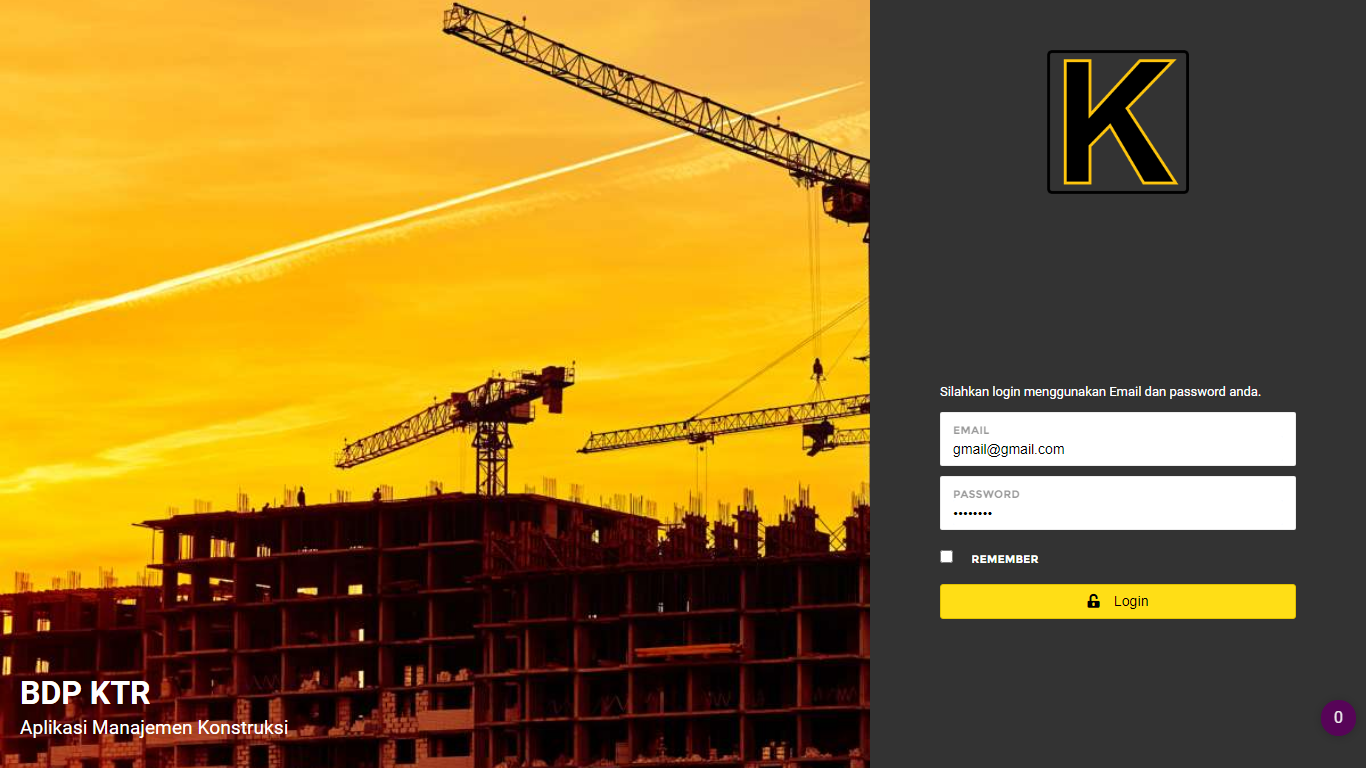 K
Silahkan login menggunakan Email dan password anda.
EMAIL
gmail@gmail.com
PASSWORD
••••••••
REMEMBER
Login
BDP KTR
Aplikasi Manajemen Konstruksi
0